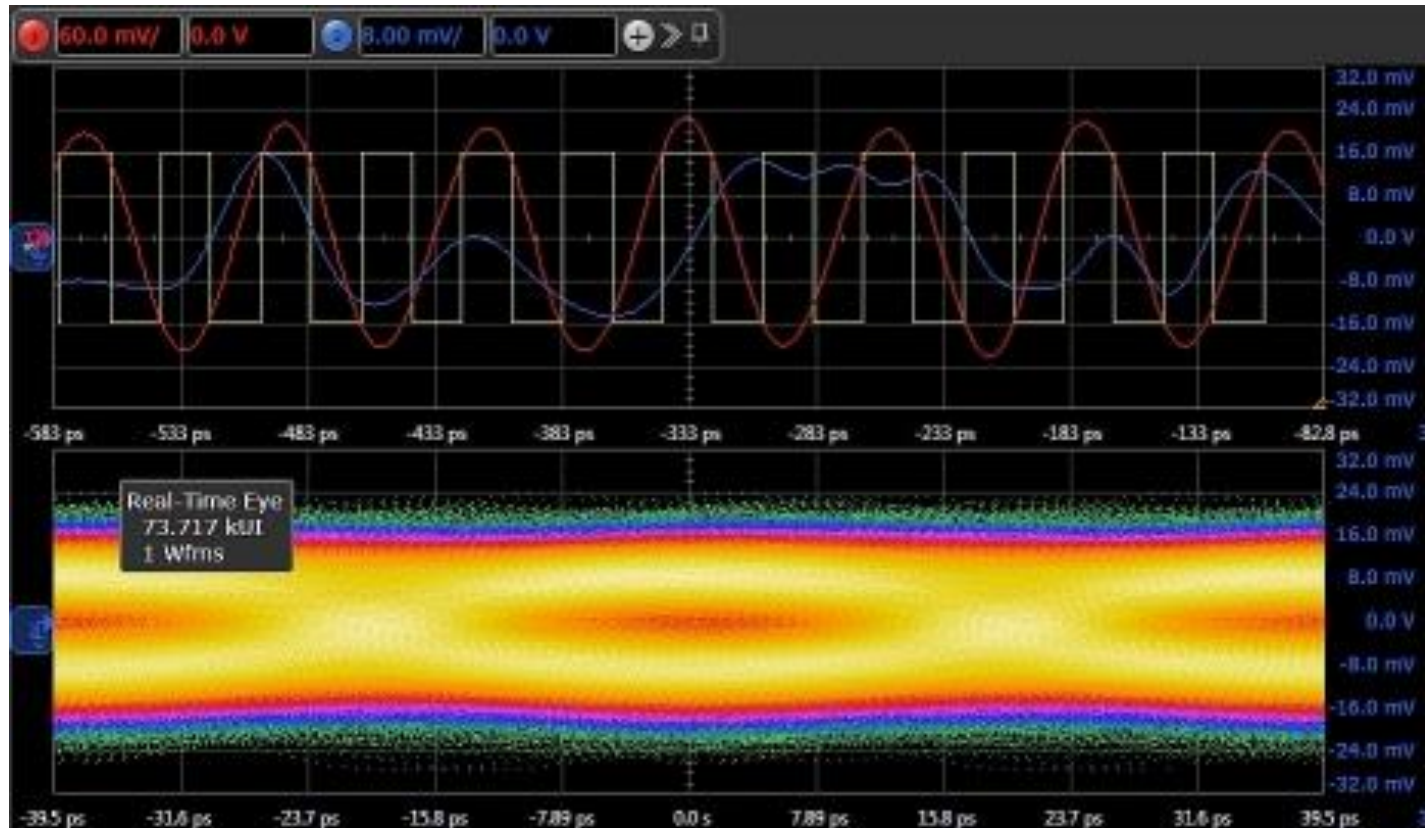 1 60.0 mV/ 0.0 V 2 8.00 mV/ 0.0 V
32.0 mV
24.0 mV
16.0 mV
8.0 mV
0.0 V
-8.0 mV
-16.0 mV
-24.0 mV
-32.0 mV
-583 ps -533 ps -483 ps -433 ps -383 ps -333 ps -283 ps -233 ps -183 ps -133 ps -82.8 ps
Real-Time Eye
73.717 kUI
1 Wfms
32.0 mV
24.0 mV
16.0 mV
8.0 mV
0.0 V
-8.0 mV
-16.0 mV
-24.0 mV
-32.0 mV
-39.5 ps -31.6 ps -23.7 ps -15.8 ps -7.89 ps 0.0 s 7.89 ps 15.8 ps 23.7 ps 31.6 ps 39.5 ps